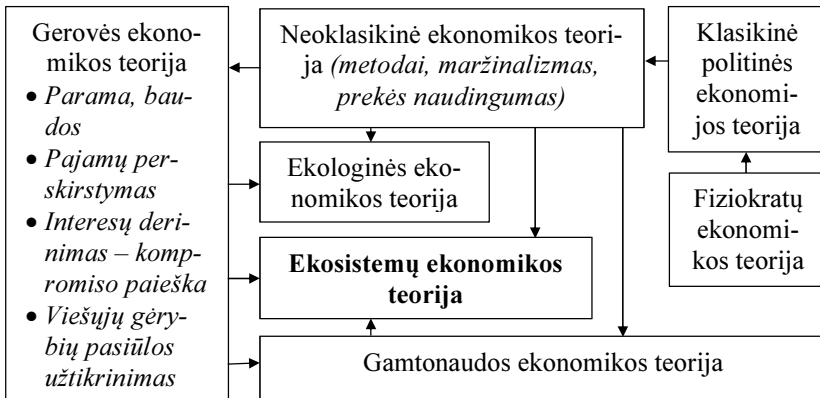 Gerovės ekono-
mikos teorija
• Parama, bau-
dos
• Pajamų per-
skirstymas
• Interesų deri-
nimas – komp-
romiso paieška
• Viešųjų gėry-
bių pasiūlos
užtikrinimas
Neoklasikinė ekonomikos teori-
ja (metodai, maržinalizmas,
prekės naudingumas)
Klasikinė
politinės
ekonomi-
jos teorija
Ekologinės eko-
nomikos teorija
Fiziokratų
ekonomi-
kos teorija
Ekosistemų ekonomikos
teorija
Gamtonaudos ekonomikos teorija